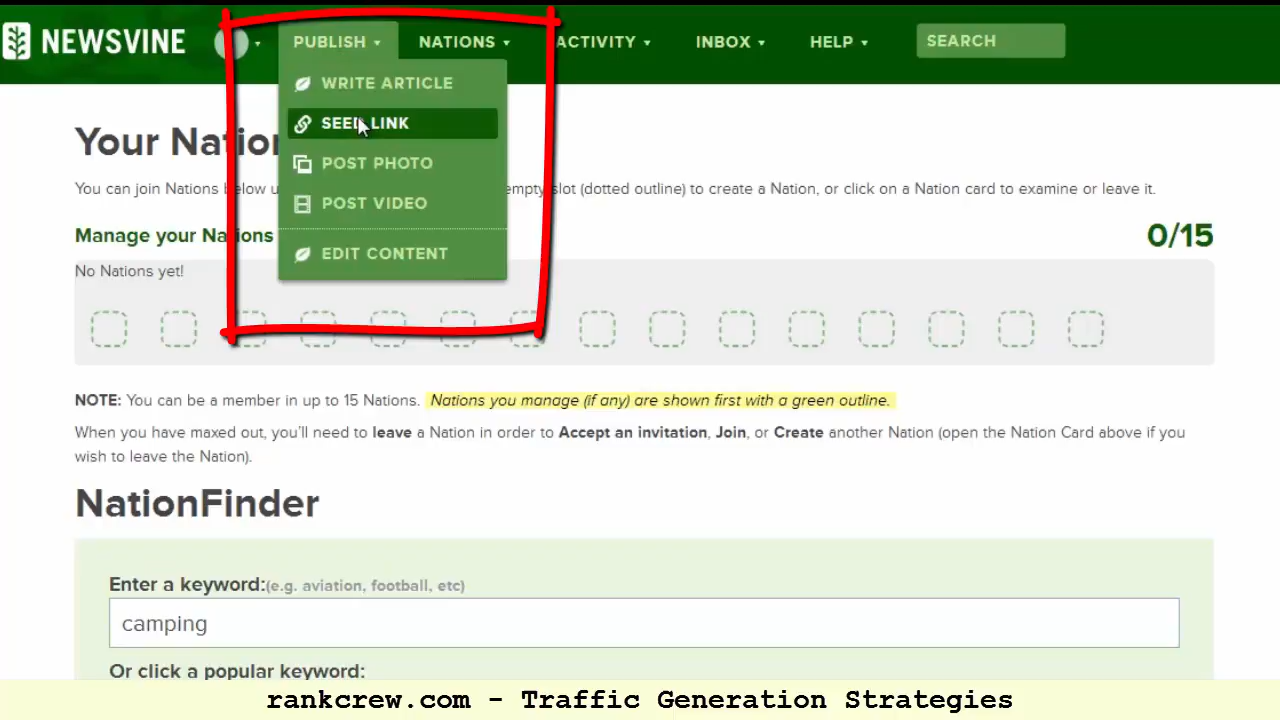 NEWSVINE
PUBLISH NATIONS ACTIVITY INBOX HELP SEARCH
WRITE ARTICLE
SEED LINK
POST PHOTO
POST VIDEO
EDIT CONTENT
Your Nation
You can join Nations below u empty slot (dotted outline) to create a Nation, or click on a Nation card to examine or leave it.
Manage your Nations
0/15
No Nations yet!
NOTE: You can be a member in up to 15 Nations. Nations you manage (if any) are shown first with a green outline.
When you have maxed out, you'll need to leave a Nation in order to Accept an invitation, Join, or Create another Nation (open the Nation Card above if you
wish to leave the Nation).
NationFinder
Enter a keyword:(e.g. aviation, football, etc)
camping
Or click a popular keyword:
rankcrew.com - Traffic Generation Strategies